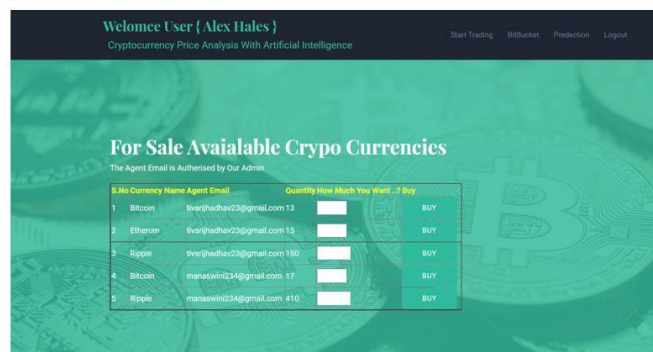 Welomce User { Alex Hales }
Cryptocurrency Price Analysis With Artificial Intelligence
Start Trading BitBucket Predection Logout
For Sale Avaialable Crypo Currencies
The Agent Email is Autherised by Our Admin
S.No Currency Name Agent Email Quantity How Much You Want ..? Buy
1 Bitcoin tivarijhadhav23@gmail.com 13 BUY
2 Etherum tivarijhadhav23@gmail.com 15 BUY
3 Ripple tivarijhadhav23@gmail.com 150 BUY
4 Bitcoin manaswini234@gmail.com 17 BUY
5 Ripple manaswini234@gmail.com 410 BUY